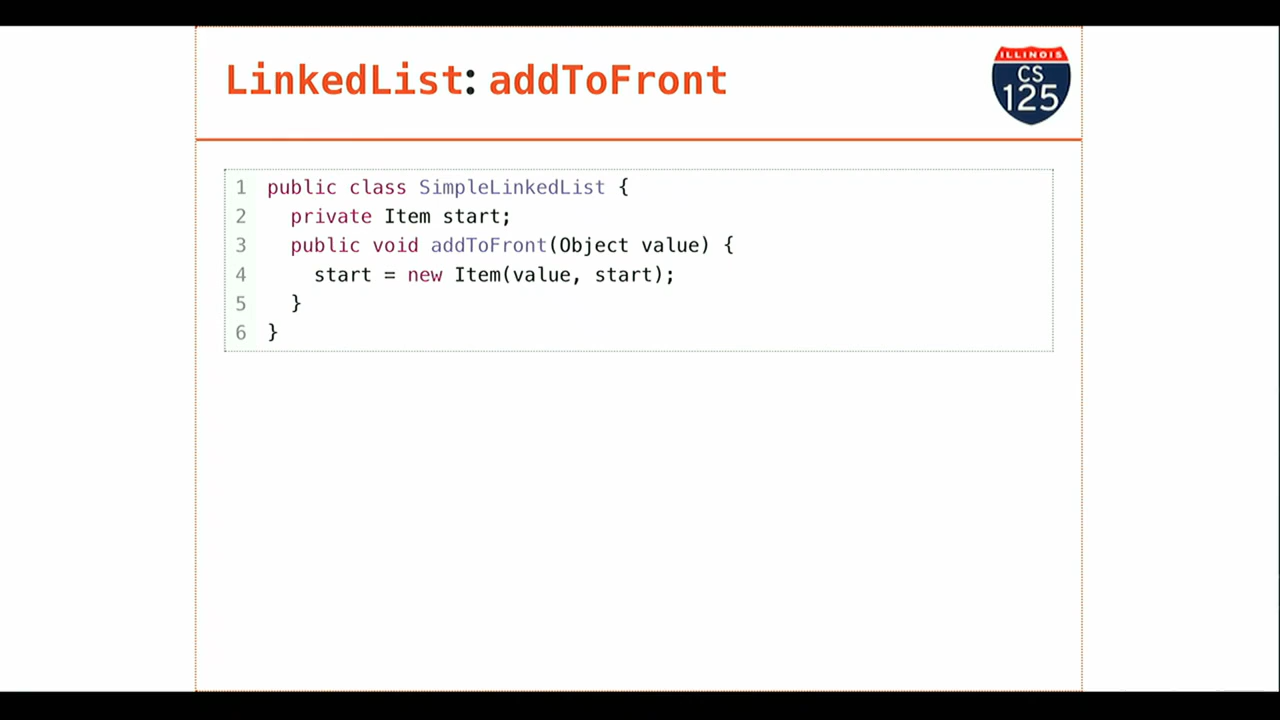 LinkedList: addToFront
ILLINOIS
CS
125
1 public class SimpleLinkedList {
2   private Item start;
3   public void addToFront(Object value) {
4     start = new Item(value, start);
5   }
6 }